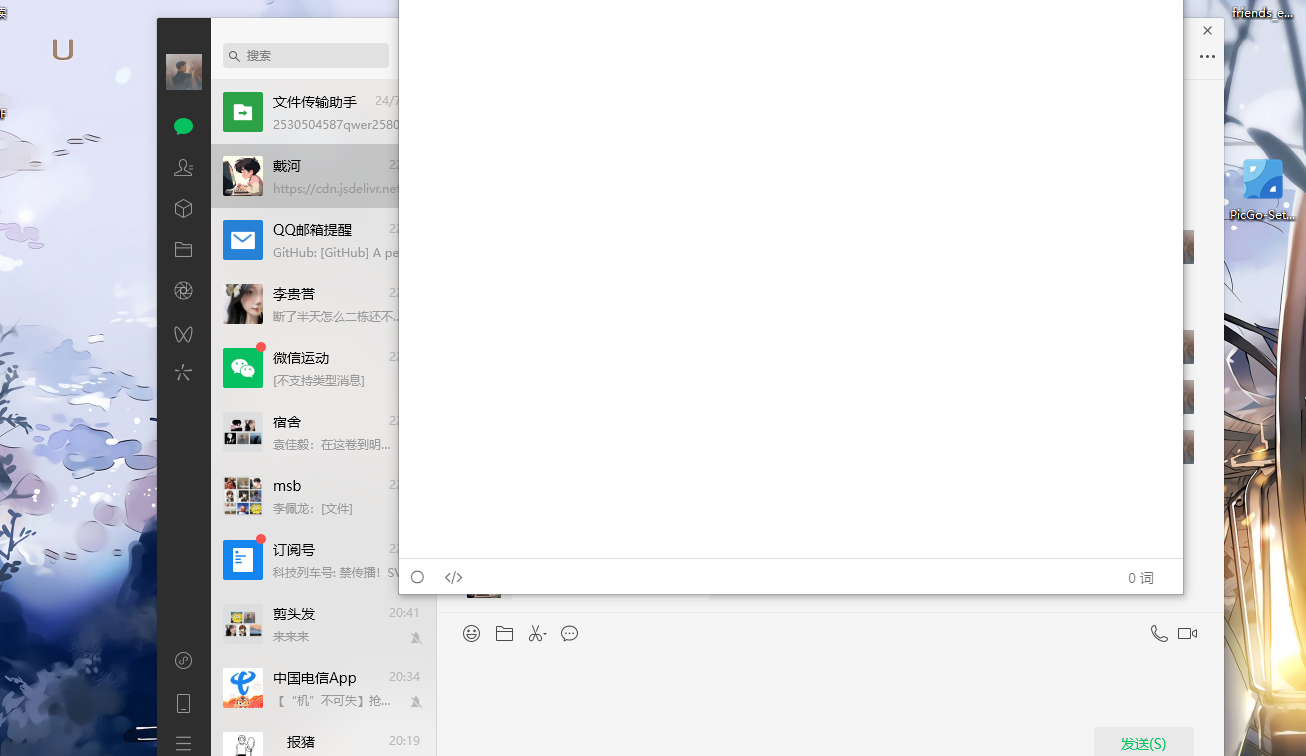 friends_e...
U
搜索
文件传输助手
24/7
2530504587qwer2580
戴河
22
https://cdn.jsdelivr.net
QQ邮箱提醒
22
GitHub: [GitHub] A pe
李贵菅
22
断了半天怎么二栋还不...
微信运动
22
[不支持类型消息]
宿舍
22
袁佳毅：在这卷到明...
msb
22
李佩龙：[文件]
订阅号
22
科技列车号: 禁传播！SV
剪头发
20:41
来来来
中国电信App
20:34
【“机”不可失】抢...
报猪
20:19
PicGo-Set...
</>
0 词
发送(S)